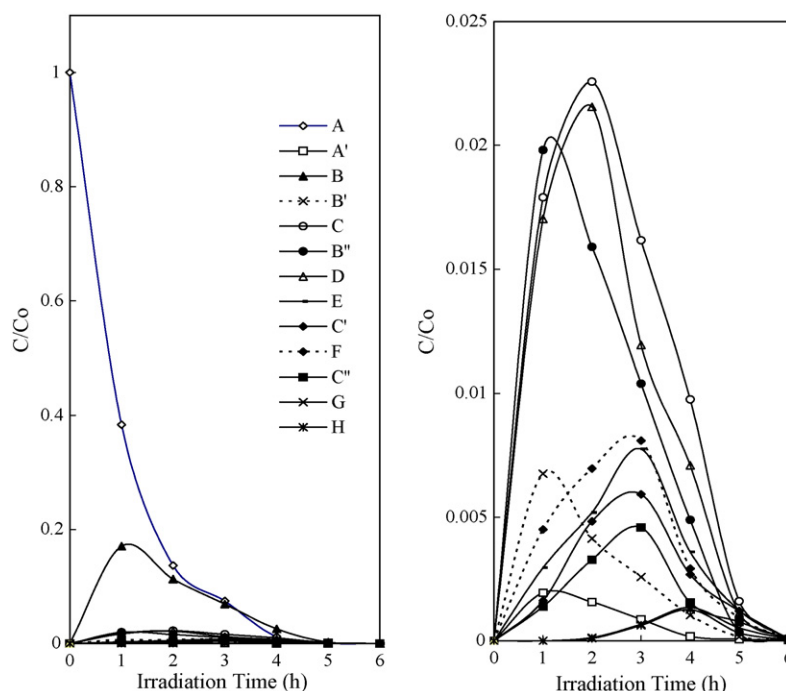 1
0.8
0.6
0.4
0.2
0
C/Co
0 1 2 3 4 5 6
Irradiation Time (h)
A
A'
B
B'
C
B"
D
E
C'
F
C"
G
H
0.025
0.02
0.015
0.01
0.005
0
C/Co
0 1 2 3 4 5 6
Irradiation Time (h)